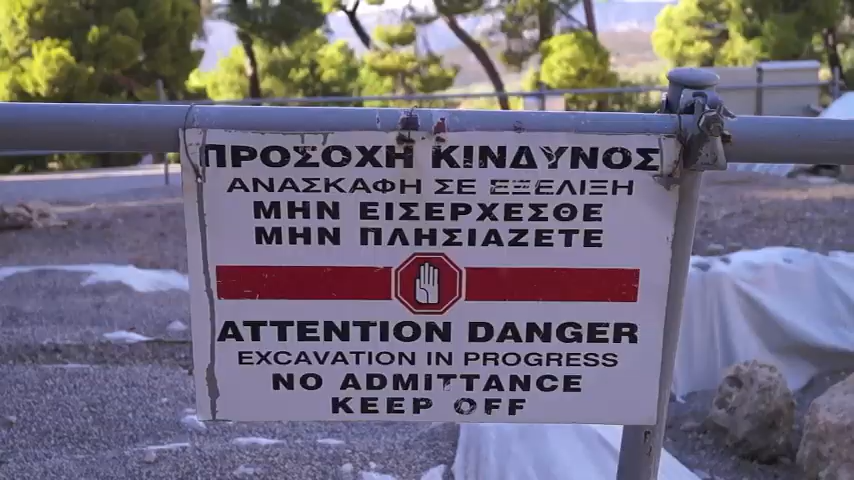 ΠΡΟΣΟΧΗ ΚΙΝΔΥΝΟΣ
ΑΝΑΣΚΑΦΗ ΣΕ ΕΞΕΛΙΞΗ
ΜΗΝ ΕΙΣΕΡΧΕΣΘΕ
ΜΗΝ ΠΛΗΣΙΑΖΕΤΕ
ATTENTION DANGER
EXCAVATION IN PROGRESS
NO ADMITTANCE
KEEP OFF